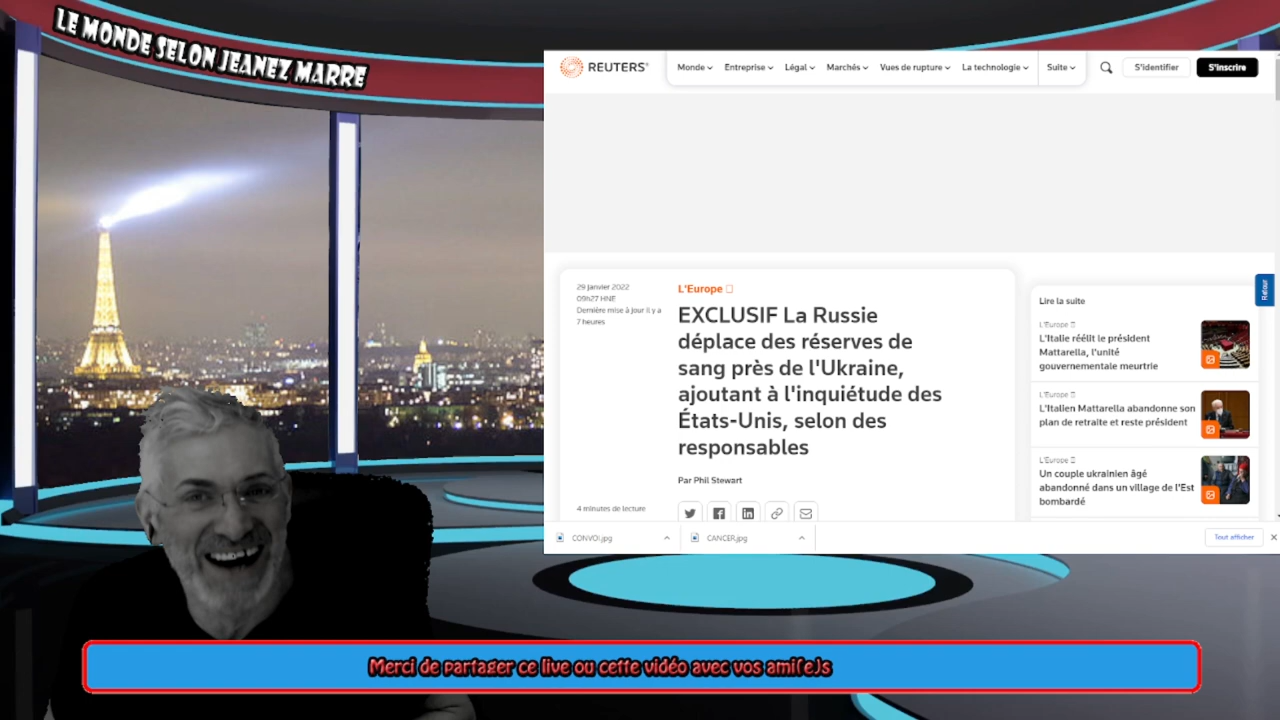 LE MONDE SELON JEANEZ MARRE
REUTERS
Monde
Entreprise
Légal
Marchés
Vues de rupture
La technologie
Suite
S'identifier
S'inscrire
29 janvier 2022
09h27 HNE
Dernière mise à jour il y a
7 heures
L'Europe
EXCLUSIF La Russie
déplace des réserves de
sang près de l'Ukraine,
ajoutant à l'inquiétude des
États-Unis, selon des
responsables
Par Phil Stewart
4 minutes de lecture
Lire la suite
L'Europe
L'Italie réélit le président
Mattarella, l'unité
gouvernementale meurtrie
L'Europe
L'Italien Mattarella abandonne son
plan de retraite et reste président
L'Europe
Un couple ukrainien âgé
abandonné dans un village de l'Est
bombardé
Retour
CONVOI.jpg
CANCER.jpg
Tout afficher
Merci de partager ce live ou cette vidéo avec vos ami(e)s